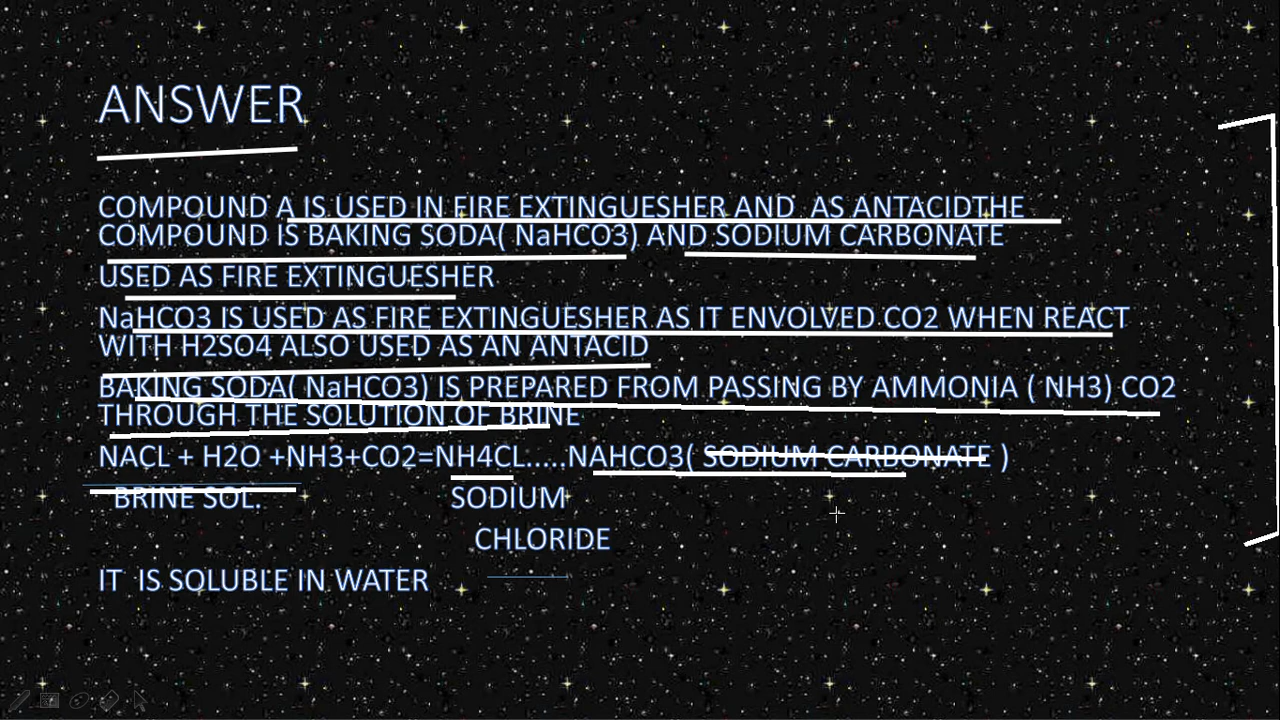 ANSWER
COMPOUND A IS USED IN FIRE EXTINGUESHER AND AS ANTACIDTHE
COMPOUND IS BAKING SODA( NaHCO3) AND SODIUM CARBONATE
USED AS FIRE EXTINGUESHER
NaHCO3 IS USED AS FIRE EXTINGUESHER AS IT ENVOLVED CO2 WHEN REACT
WITH H2SO4 ALSO USED AS AN ANTACID
BAKING SODA( NaHCO3) IS PREPARED FROM PASSING BY AMMONIA ( NH3) CO2
THROUGH THE SOLUTION OF BRINE
NACL + H2O +NH3+CO2=NH4CL.....NAHCO3( SODIUM CARBONATE )
BRINE SOL. SODIUM
CHLORIDE
IT IS SOLUBLE IN WATER